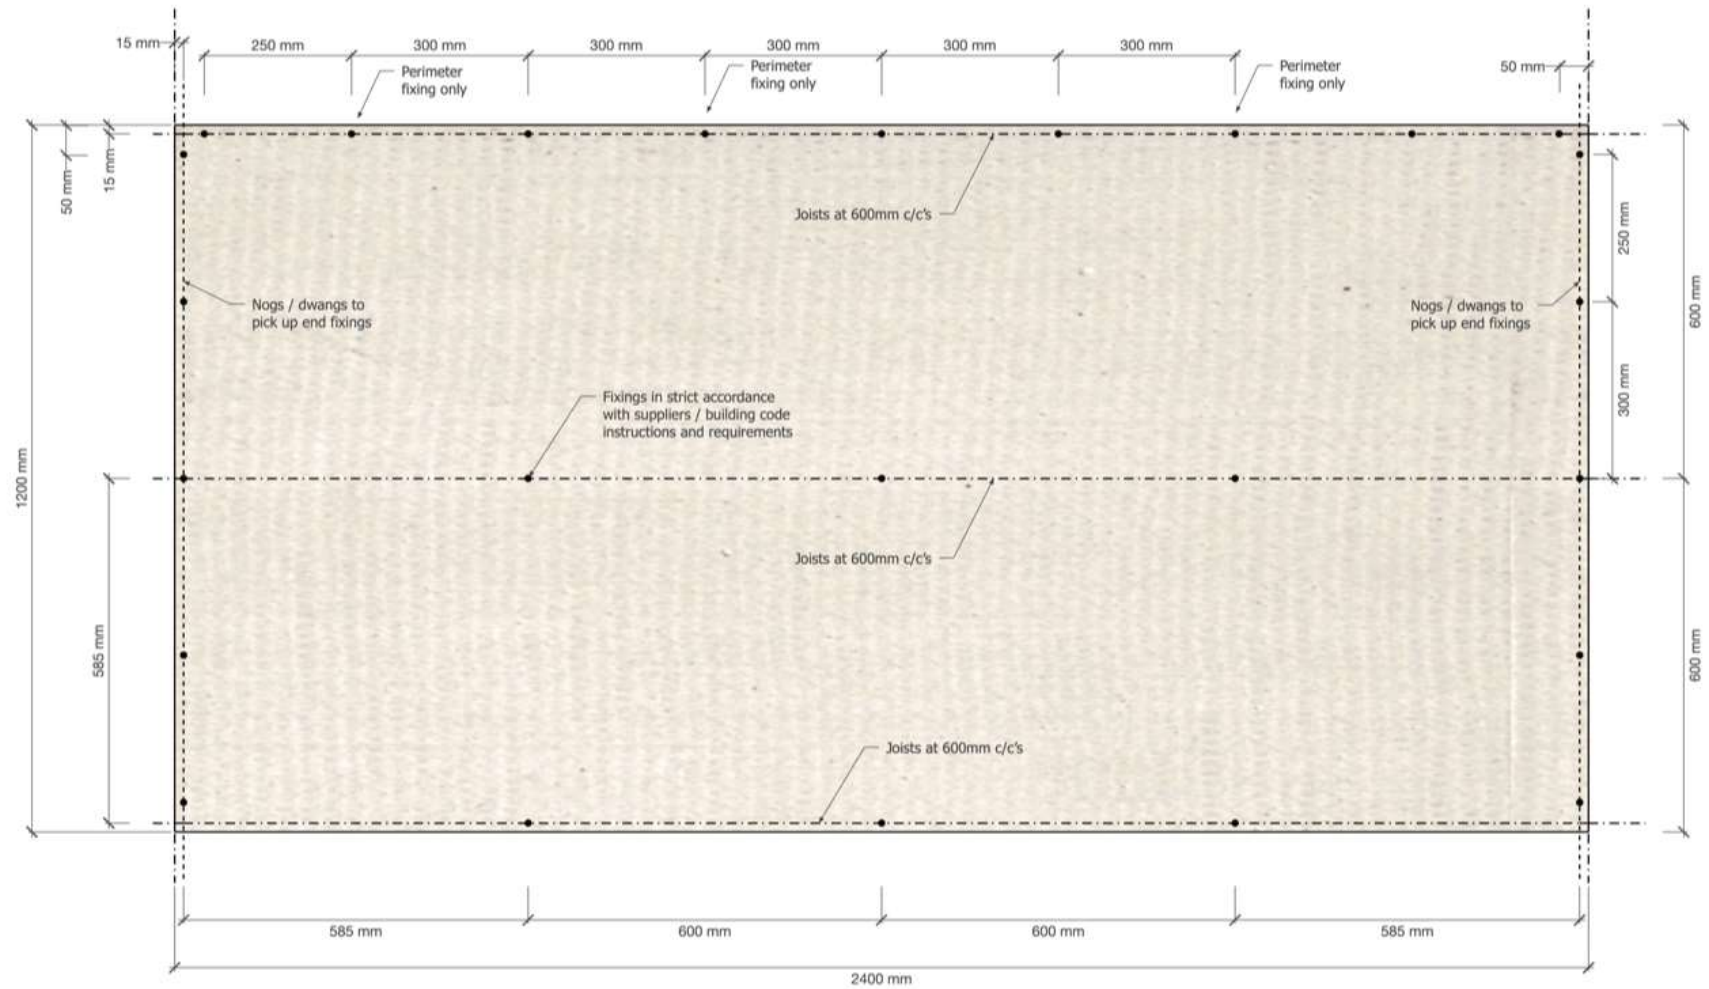 15 mm
250 mm
300 mm
300 mm
300 mm
300 mm
300 mm
50 mm
Perimeter
fixing only
Perimeter
fixing only
Perimeter
fixing only
50 mm
15 mm
Joists at 600mm c/c's
250 mm
600 mm
Nogs / dwangs to
pick up end fixings
Nogs / dwangs to
pick up end fixings
Fixings in strict accordance
with suppliers / building code
instructions and requirements
300 mm
1200 mm
Joists at 600mm c/c's
585 mm
600 mm
Joists at 600mm c/c's
585 mm
600 mm
600 mm
585 mm
2400 mm